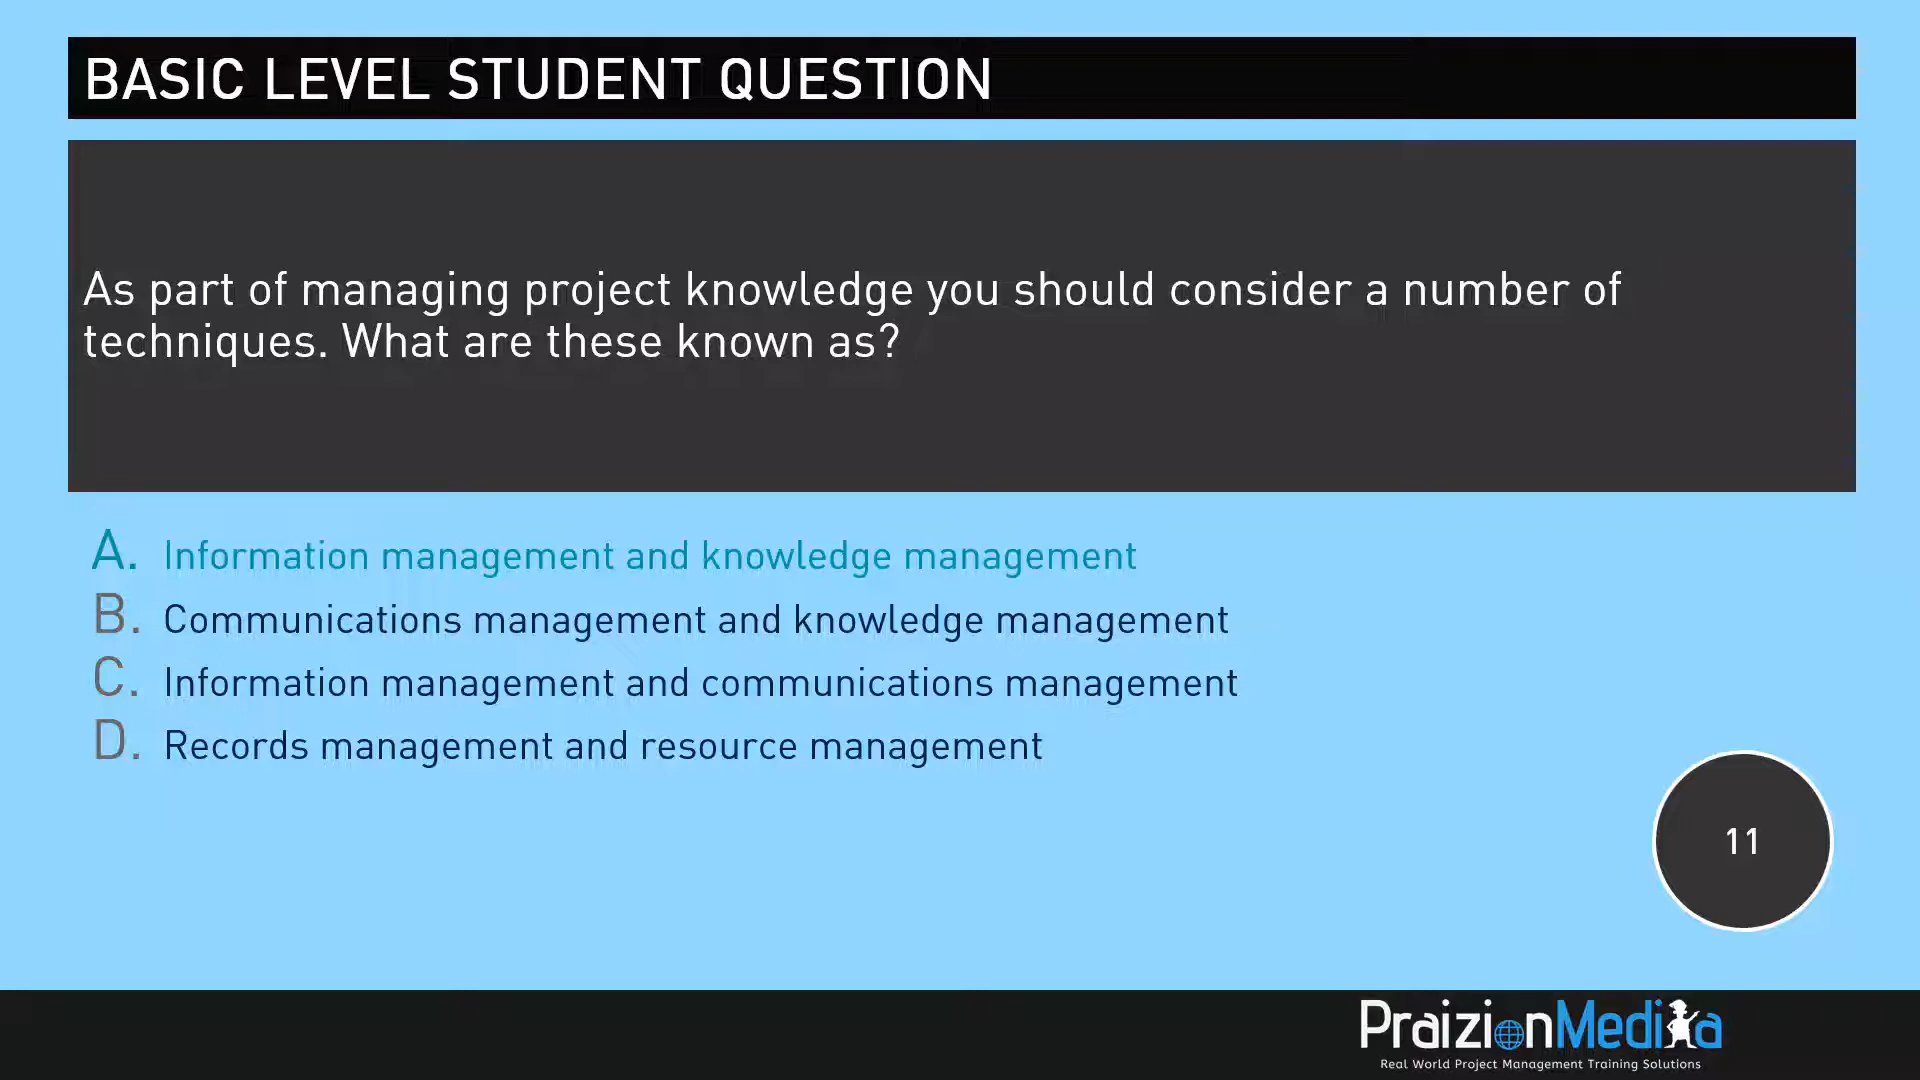 BASIC LEVEL STUDENT QUESTION
As part of managing project knowledge you should consider a number of
techniques. What are these known as?
A. Information management and knowledge management
B. Communications management and knowledge management
C. Information management and communications management
D. Records management and resource management
11
PraizionMedia
Real World Project Management Training Solutions